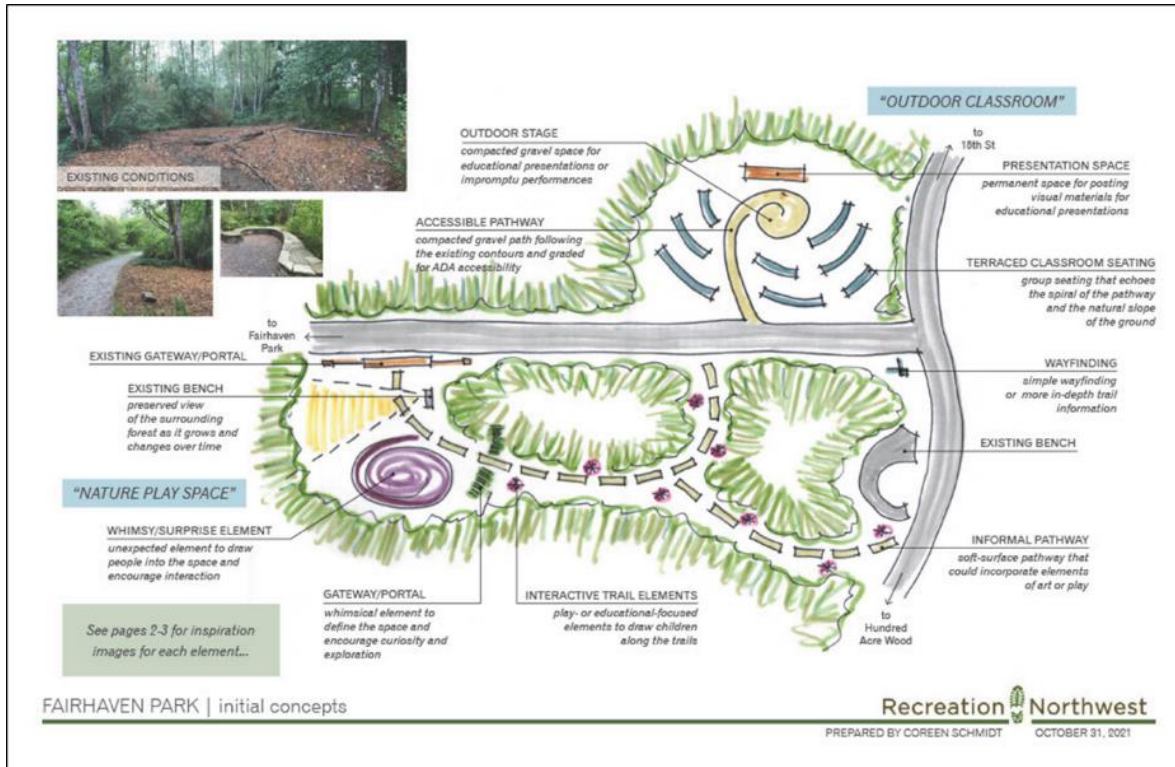 EXISTING CONDITIONS
"OUTDOOR CLASSROOM"
to
18th St
OUTDOOR STAGE
compacted gravel space for
educational presentations or
impromptu performances
PRESENTATION SPACE
permanent space for posting
visual materials for
educational presentations
ACCESSIBLE PATHWAY
compacted gravel path following
the existing contours and graded
for ADA accessibility
TERRACED CLASSROOM SEATING
group seating that echoes
the spiral of the pathway
and the natural slope
of the ground
to
Fairhaven
Park
EXISTING GATEWAY/PORTAL
EXISTING BENCH
preserved view
of the surrounding
forest as it grows and
changes over time
WAYFINDING
simple wayfinding
or more in-depth trail
information
EXISTING BENCH
"NATURE PLAY SPACE"
WHIMSY/SURPRISE ELEMENT
unexpected element to draw
people into the space and
encourage interaction
GATEWAY/PORTAL
whimsical element to
define the space and
encourage curiosity and
exploration
INTERACTIVE TRAIL ELEMENTS
play- or educational-focused
elements to draw children
along the trails
INFORMAL PATHWAY
soft-surface pathway that
could incorporate elements
of art or play
to
Hundred
Acre Wood
See pages 2-3 for inspiration
images for each element...
FAIRHAVEN PARK | initial concepts
Recreation Northwest
PREPARED BY COREEN SCHMIDT OCTOBER 31, 2021